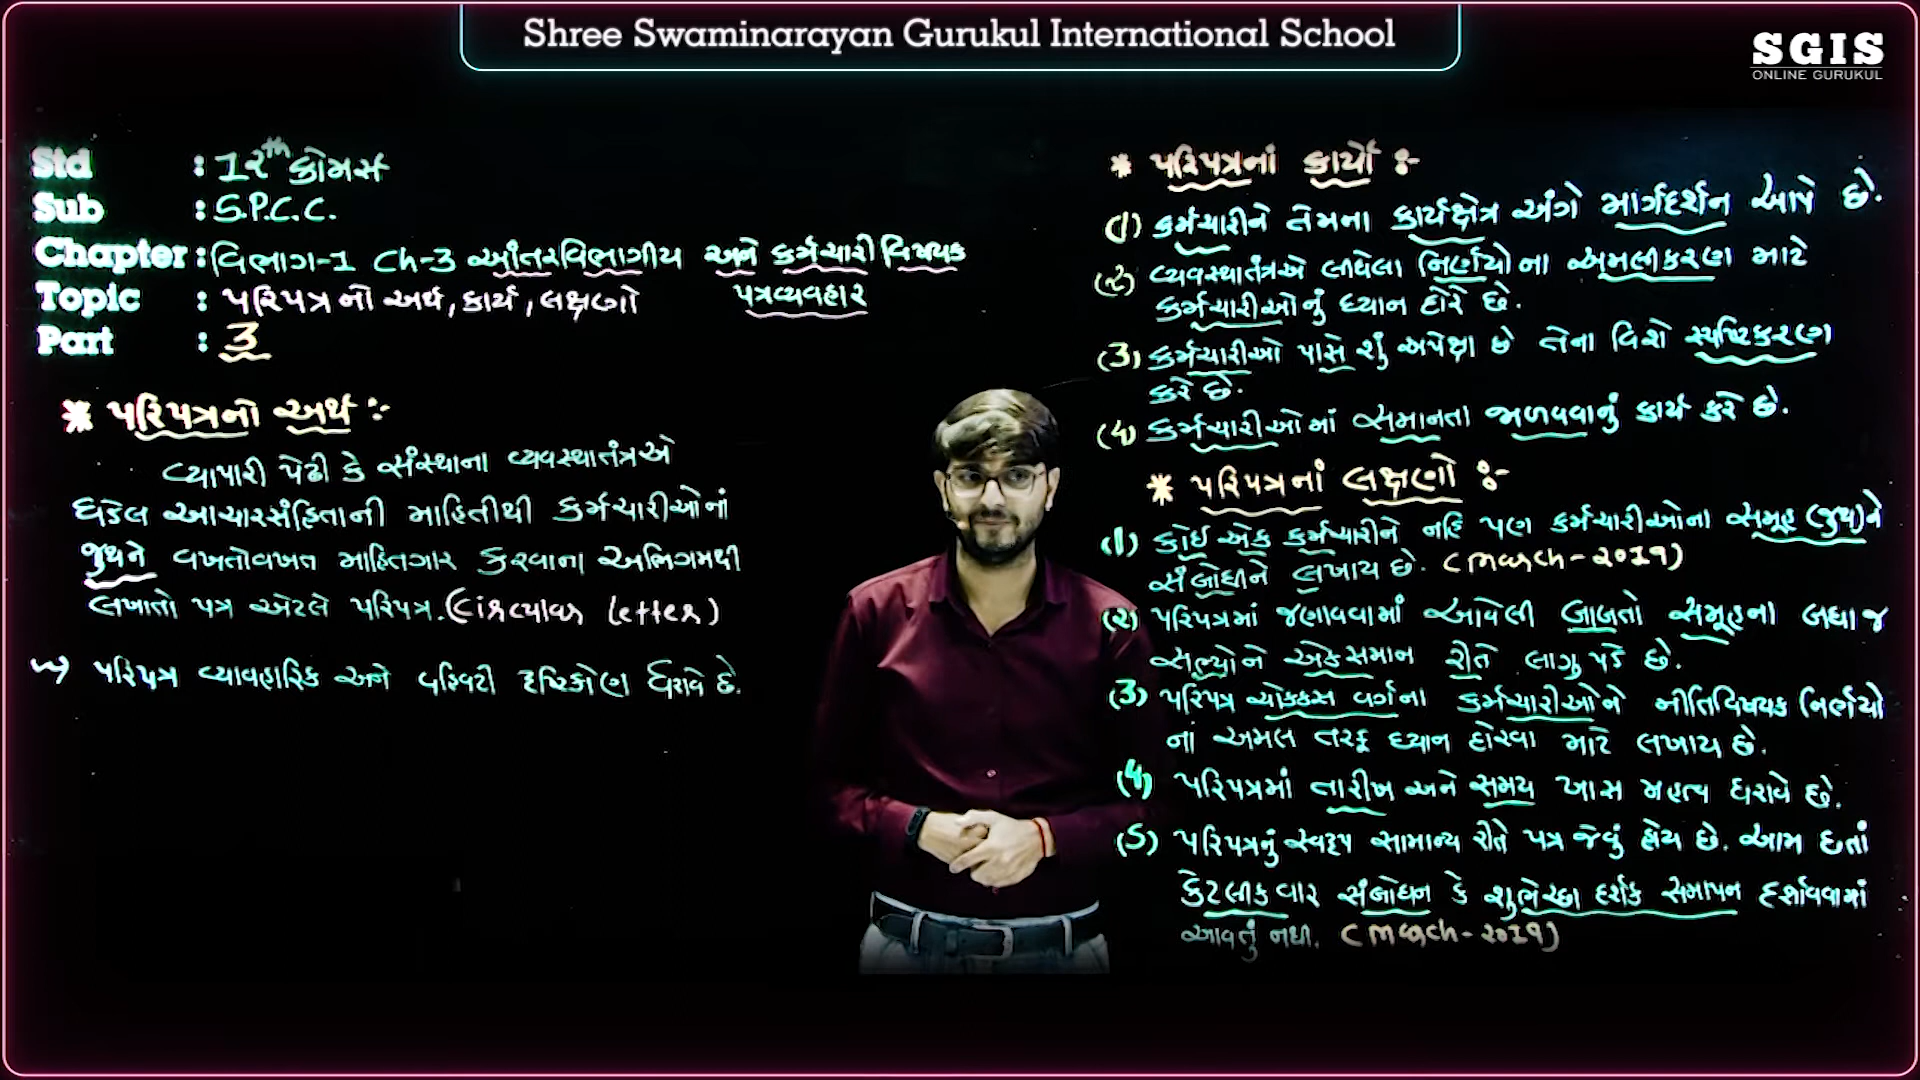 Shree Swaminarayan Gurukul International School
SGIS
ONLINE GURUKUL
Std : 1રth કોમર્સ
Sub : S.P.C.C.
Chapter : વિભાગ-1 Ch-3 આંતરવિભાગીય અને કર્મચારી વિષયક
પત્રવ્યવહાર
Topic : પરિપત્રનો અર્થ, કાર્ય, લક્ષણો
Part : 3
* પરિપત્રનો અર્થ :-
વ્યાપારી પેઢી કે સંસ્થાના વ્યવસ્થાતંત્રએ
ઘડેલ આચારસંહિતાની માહિતીથી કર્મચારીઓનાં
જુથને વખતોવખત માહિતગાર કરવાના અભિગમથી
લખાતો પત્ર એટલે પરિપત્ર. (Circular Letter)
→ પરિપત્ર વ્યાવહારિક અને વહિવટી દૃષ્ટિકોણ ધરાવે છે.
* પરિપત્રનાં કાર્યો :-
(1) કર્મચારીને તેમના કાર્યક્ષેત્ર અંગે માર્ગદર્શન આપે છે.
(ર) વ્યવસ્થાતંત્રએ લીધેલા નિર્ણયોના અમલીકરણ માટે
કર્મચારીઓનું ધ્યાન દોરે છે.
(3) કર્મચારીઓ પાસે શું અપેક્ષા છે તેના વિશે સ્પષ્ટિકરણ
કરે છે.
(4) કર્મચારીઓમાં સમાનતા જાળવવાનું કાર્ય કરે છે.
* પરિપત્રનાં લક્ષણો :-
(1) કોઈ એક કર્મચારીને નહિ પણ કર્મચારીઓના સમૂહ (જુથ)ને
સંબોધીને લખાય છે. (March-ર૦19)
(ર) પરિપત્રમાં જણાવવામાં આવેલી બાબતો સમૂહના બધા જ
સભ્યોને એકસમાન રીતે લાગુ પડે છે.
(3) પરિપત્ર ચોક્કસ વર્ગના કર્મચારીઓને નીતિવિષયક નિર્ણયો
નાં અમલ તરફ ધ્યાન દોરવા માટે લખાય છે.
(4) પરિપત્રમાં તારીખ અને સમય ખાસ મહત્વ ધરાવે છે.
(5) પરિપત્રનું સ્વરૂપ સામાન્ય રીતે પત્ર જેવું હોય છે. આમ છતાં
કેટલીક વાર સંબોધન કે શુભેચ્છા દર્શક સમાપન દર્શાવવામાં
આવતું નથી. (March-ર૦19)